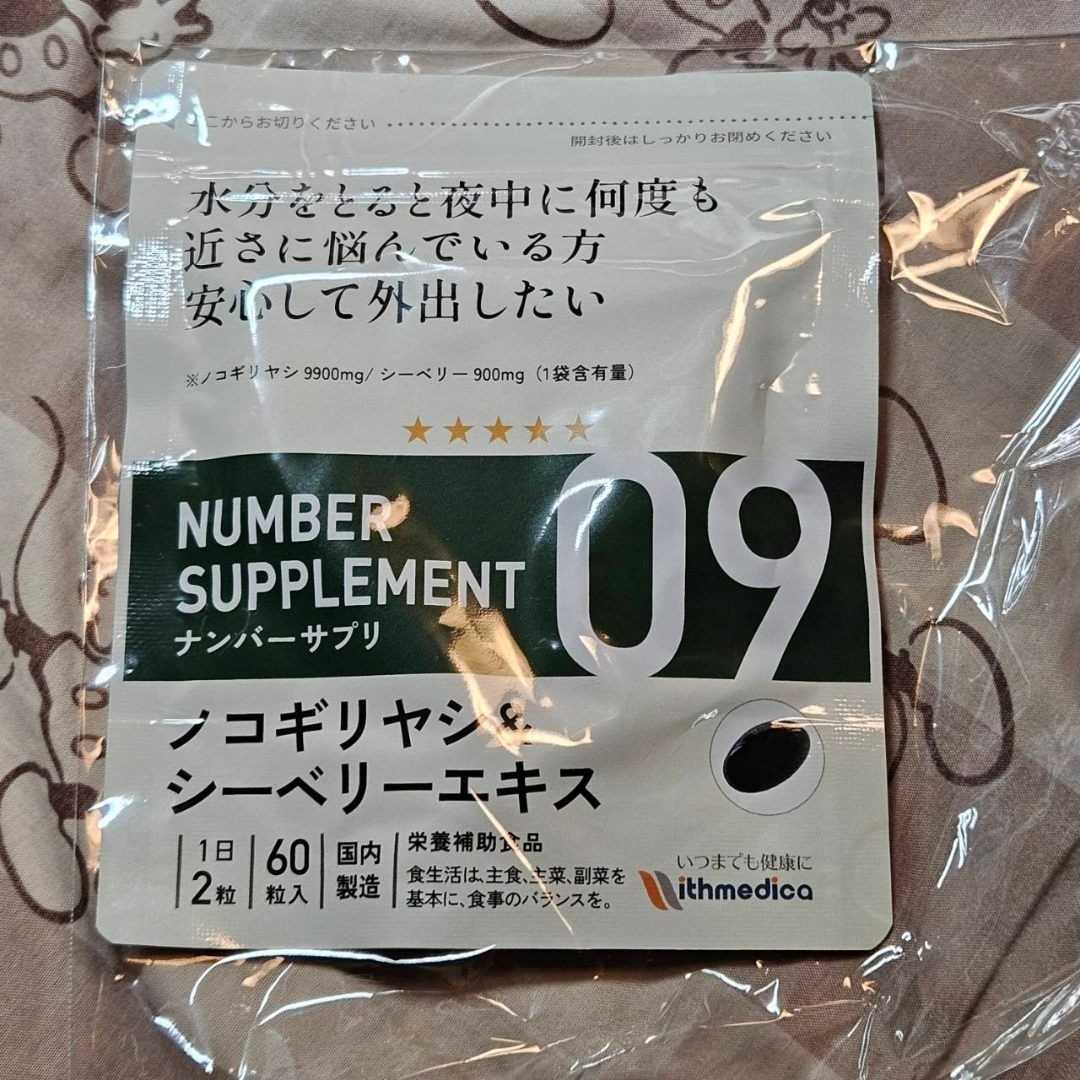 こからお切りください
開封後はしっかりお閉めください
水分をとると夜中に何度も
近さに悩んでいる方
安心して外出したい
※ノコギリヤシ 9900mg/ シーベリー 900mg（1袋含有量）
NUMBER
SUPPLEMENT
ナンバーサプリ
09
ノコギリヤシ&
シーベリーエキス
1日
2粒
60
粒入
国内
製造
栄養補助食品
食生活は、主食、主菜、副菜を
基本に、食事のバランスを。
いつまでも健康に
Withmedica